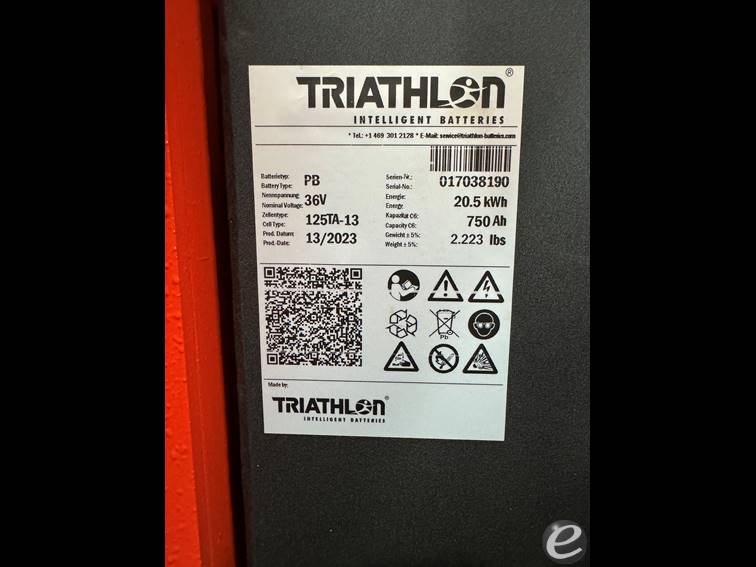 TRIATHLON®
INTELLIGENT BATTERIES
* Tel.: +1 469 301 2128 * E-Mail: service@triathlon-batteries.com
Batterietyp: PB Serien-Nr.:
Battery Type: Serial-No.: 017038190
Nennspannung: 36V Energie: 20.5 kWh
Nominal Voltage: Energy:
Zellentype: 125TA-13 Kapazität C6: 750 Ah
Cell Type: Capacity C6:
Prod. Datum: 13/2023 Gewicht ± 5%: 2.223 lbs
Prod.-Date: Weight ± 5%:
Pb
Made by:
TRIATHLON®
INTELLIGENT BATTERIES
e